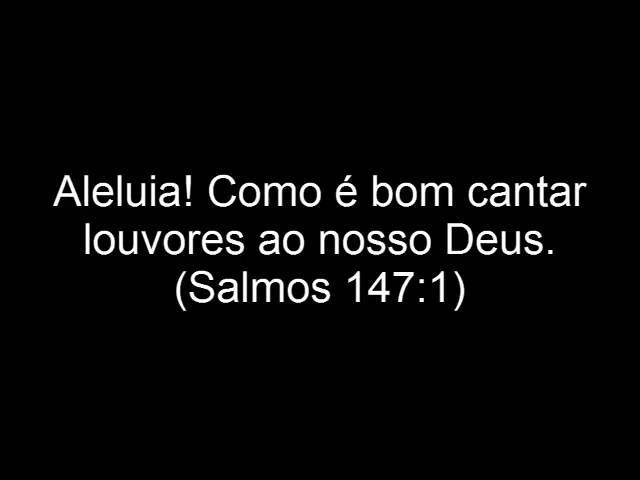 Aleluia! Como é bom cantar
louvores ao nosso Deus.
(Salmos 147:1)